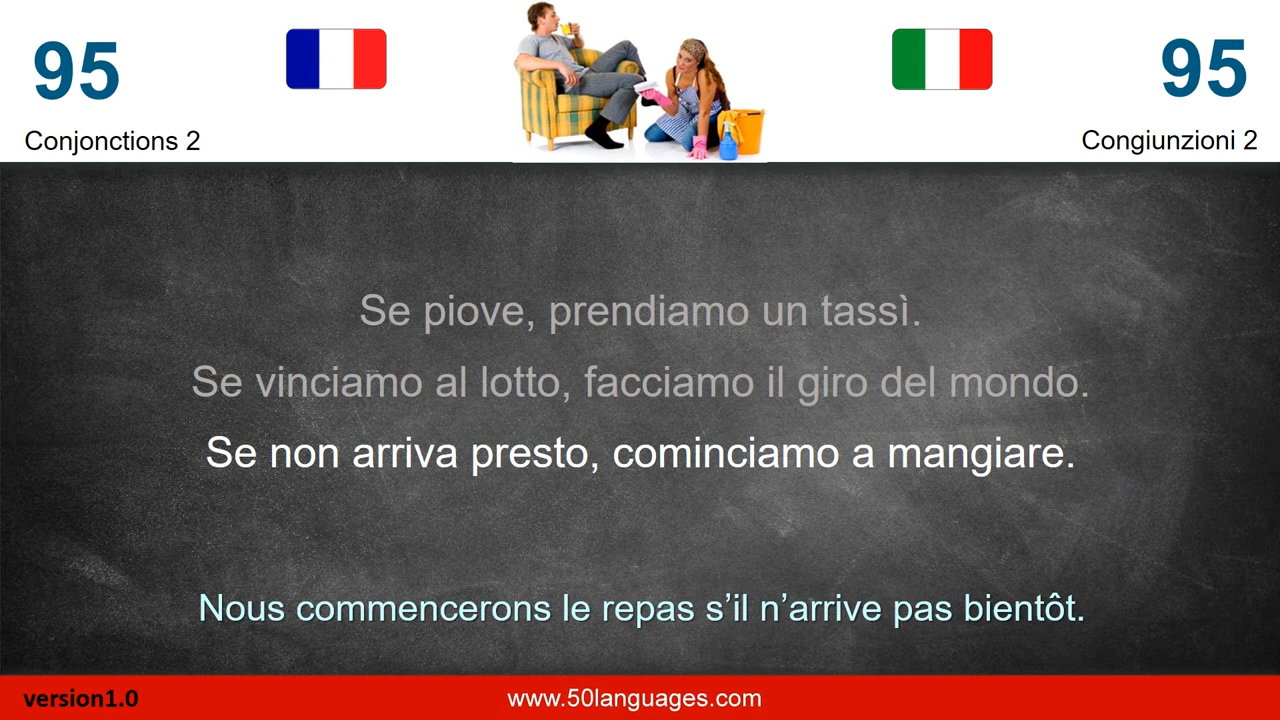 95
95
Conjonctions 2
Congiunzioni 2
Se piove, prendiamo un tassì.
Se vinciamo al lotto, facciamo il giro del mondo.
Se non arriva presto, cominciamo a mangiare.
Nous commencerons le repas s’il n’arrive pas bientôt.
version1.0
www.50languages.com